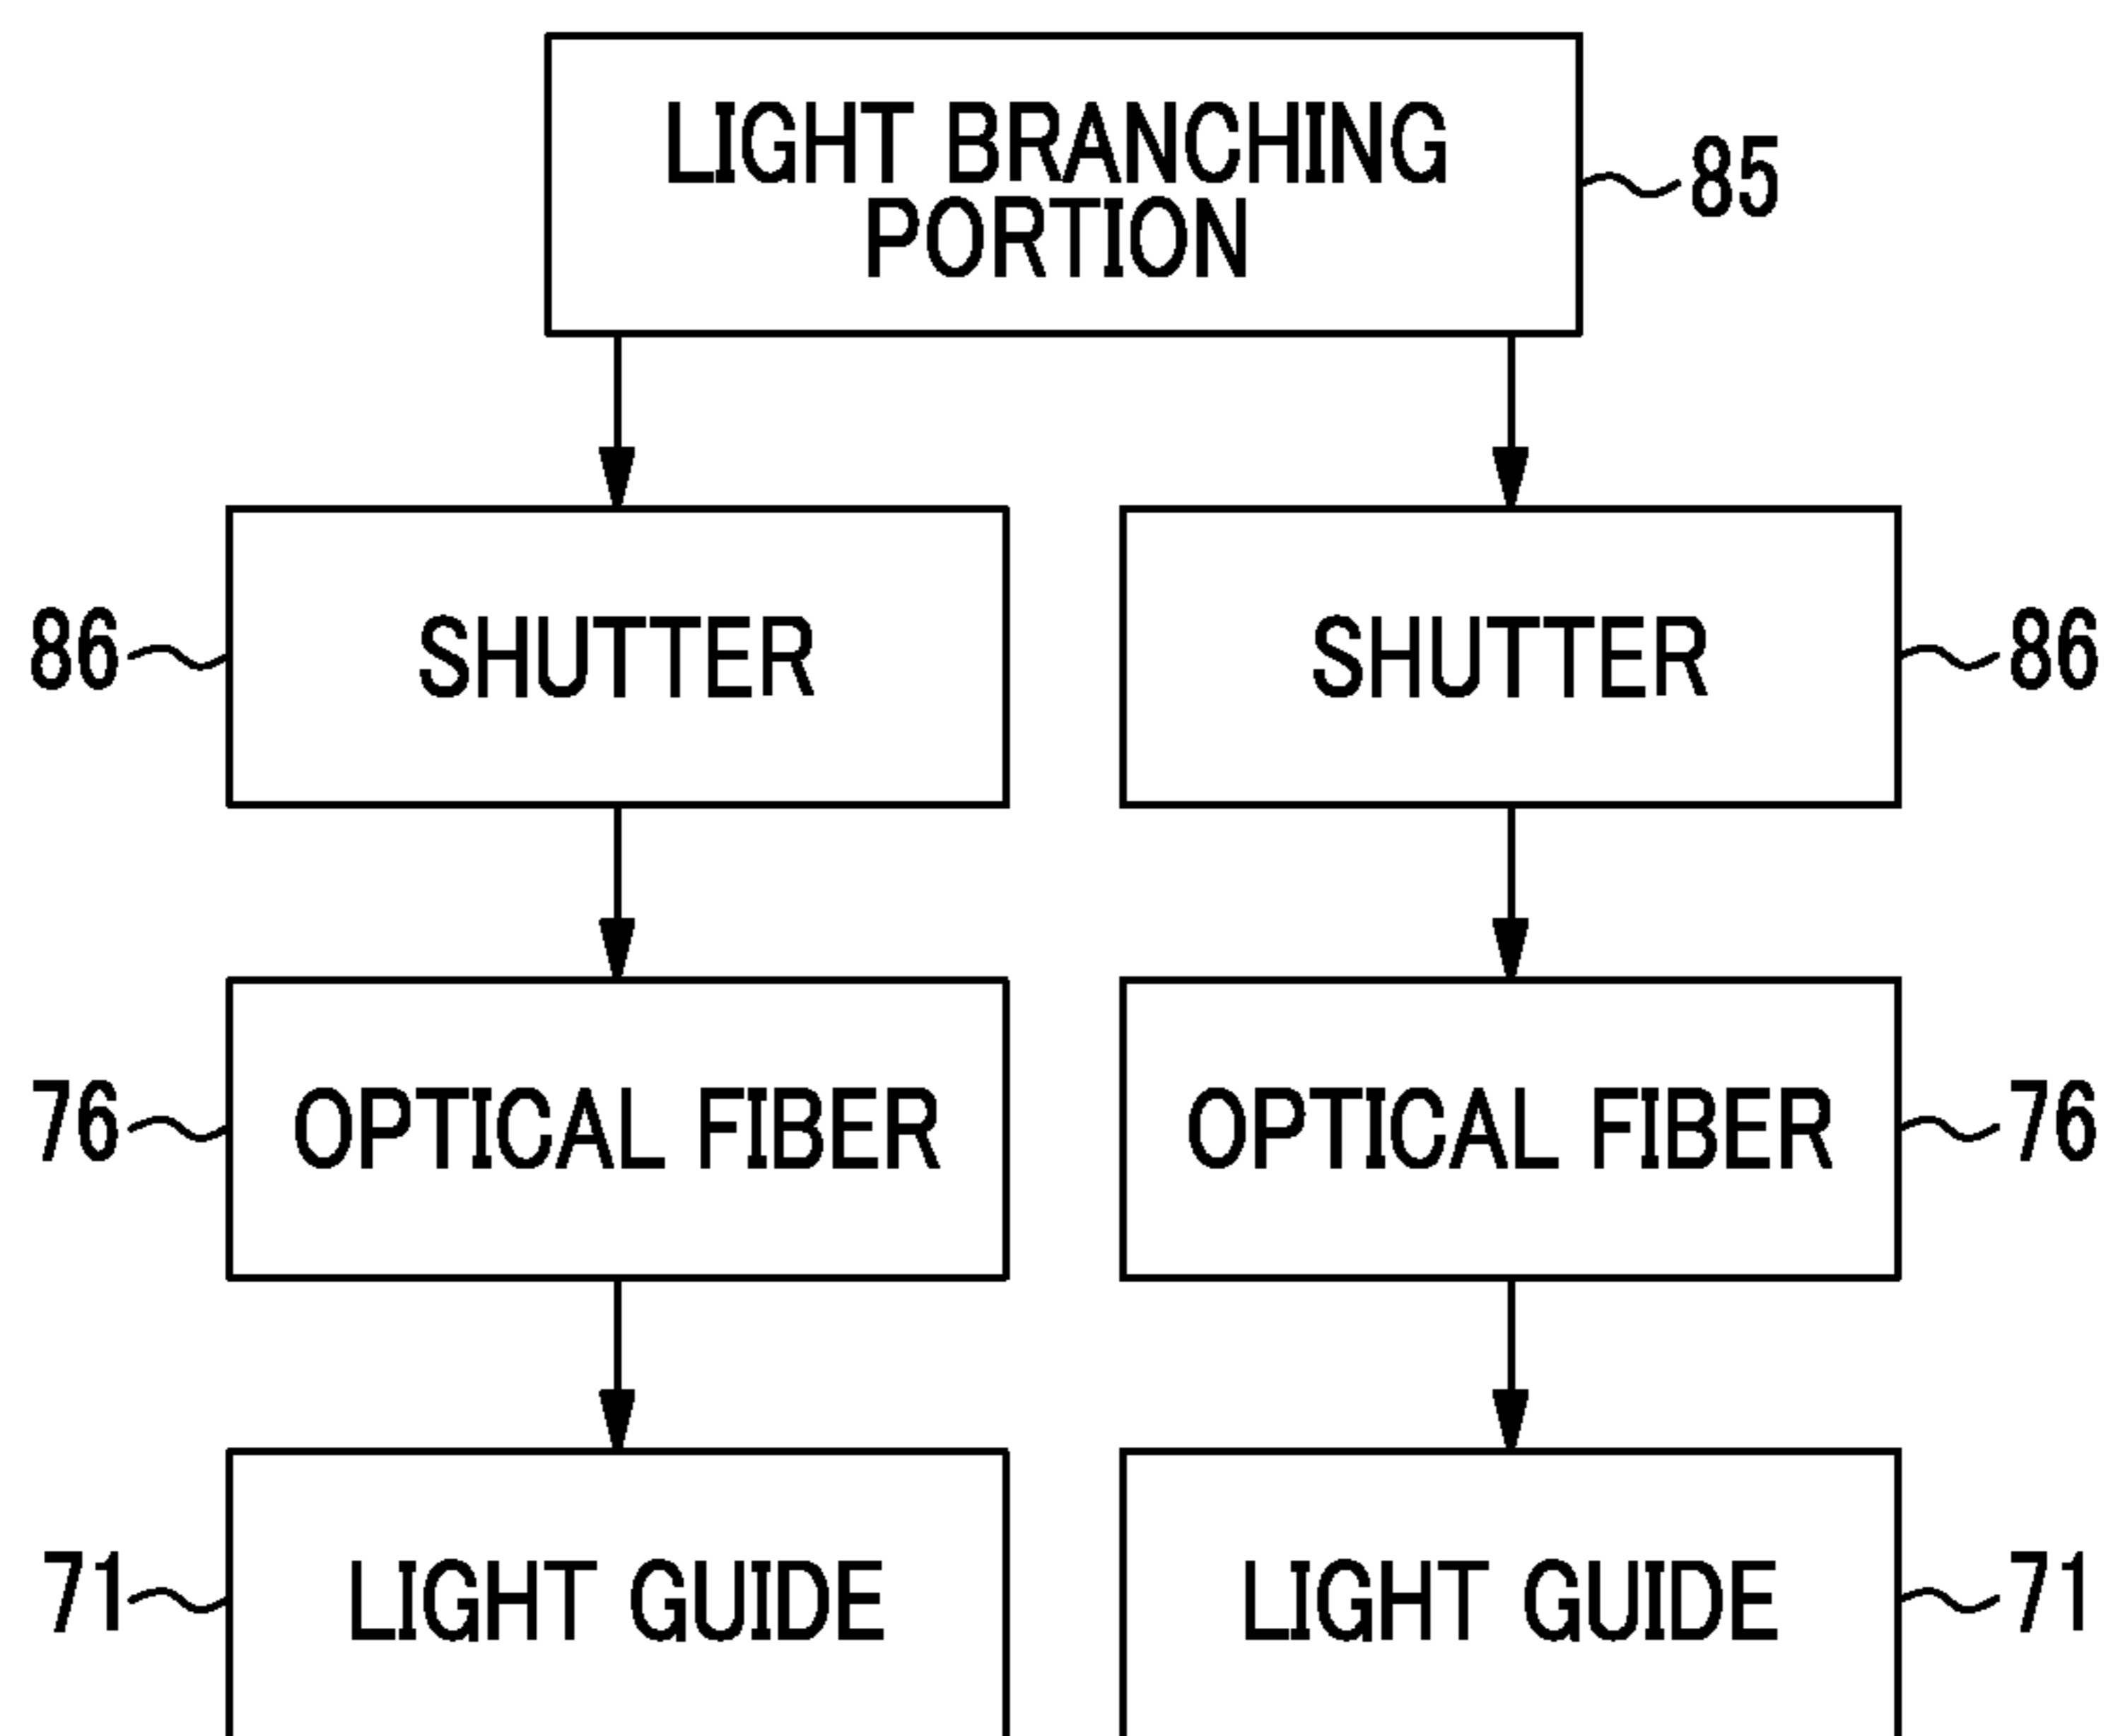 LIGHT BRANCHING
PORTION
85
86
SHUTTER
SHUTTER
86
76
OPTICAL FIBER
OPTICAL FIBER
76
71
LIGHT GUIDE
LIGHT GUIDE
71